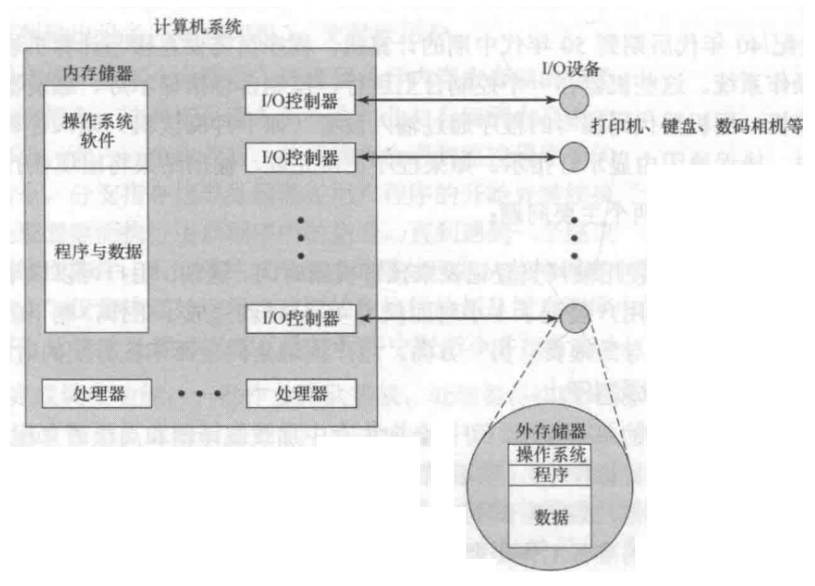 计算机系统
内存储器
操作系统
软件
程序与数据
I/O控制器
I/O控制器
I/O控制器
处理器
处理器
I/O设备
打印机、键盘、数码相机等
外存储器
操作系统
程序
数据